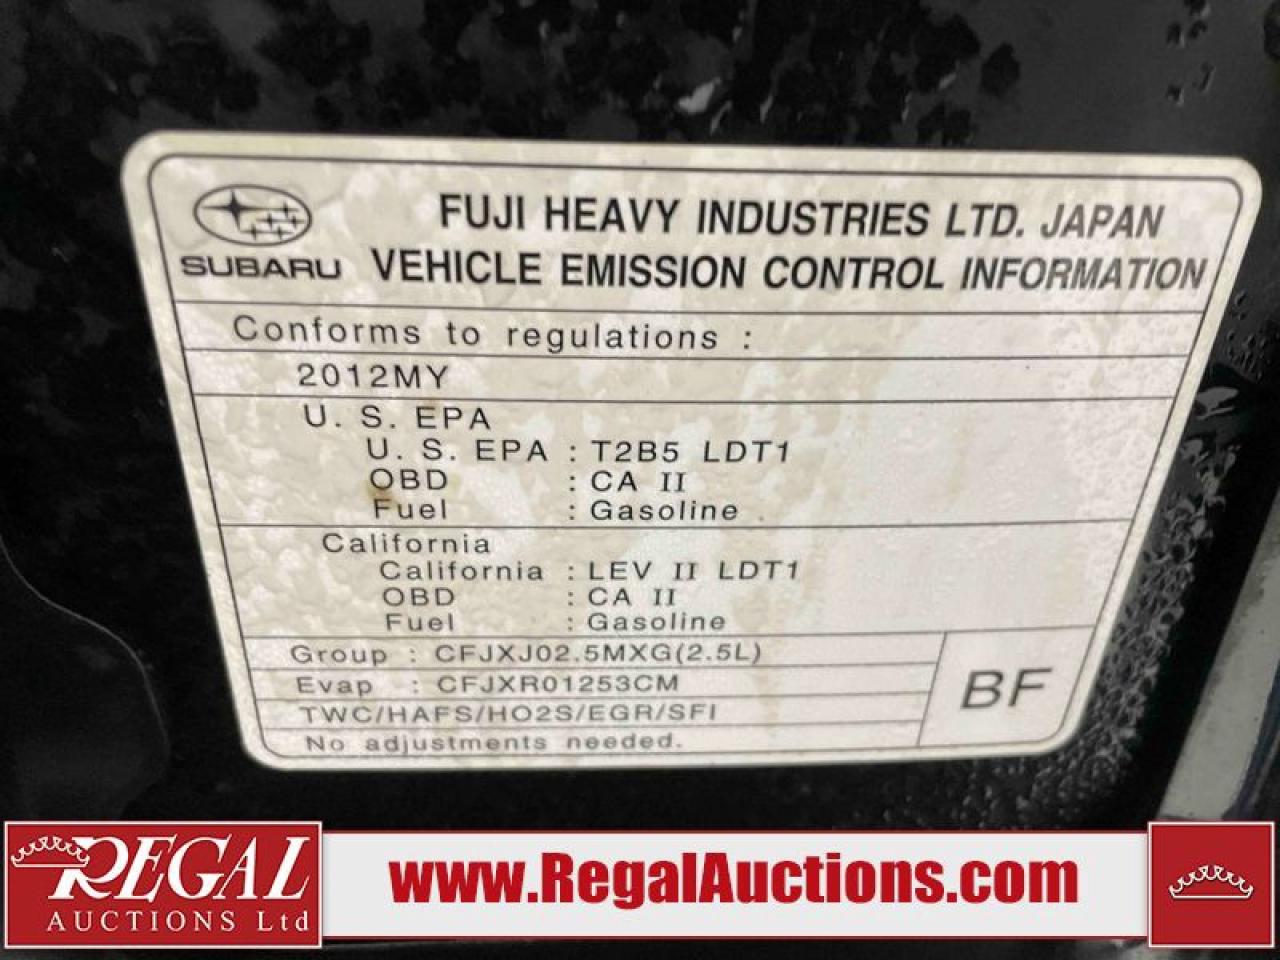 FUJI HEAVY INDUSTRIES LTD. JAPAN
SUBARU VEHICLE EMISSION CONTROL INFORMATION
Conforms to regulations :
2012MY
U. S. EPA
U. S. EPA : T2B5 LDT1
OBD : CA II
Fuel : Gasoline
California
California : LEV II LDT1
OBD : CA II
Fuel : Gasoline
Group : CFJXJ02.5MXG(2.5L)
Evap : CFJXR01253CM
TWC/HAFS/HO2S/EGR/SFI
No adjustments needed.
BF
REGAL
AUCTIONS Ltd
www.RegalAuctions.com